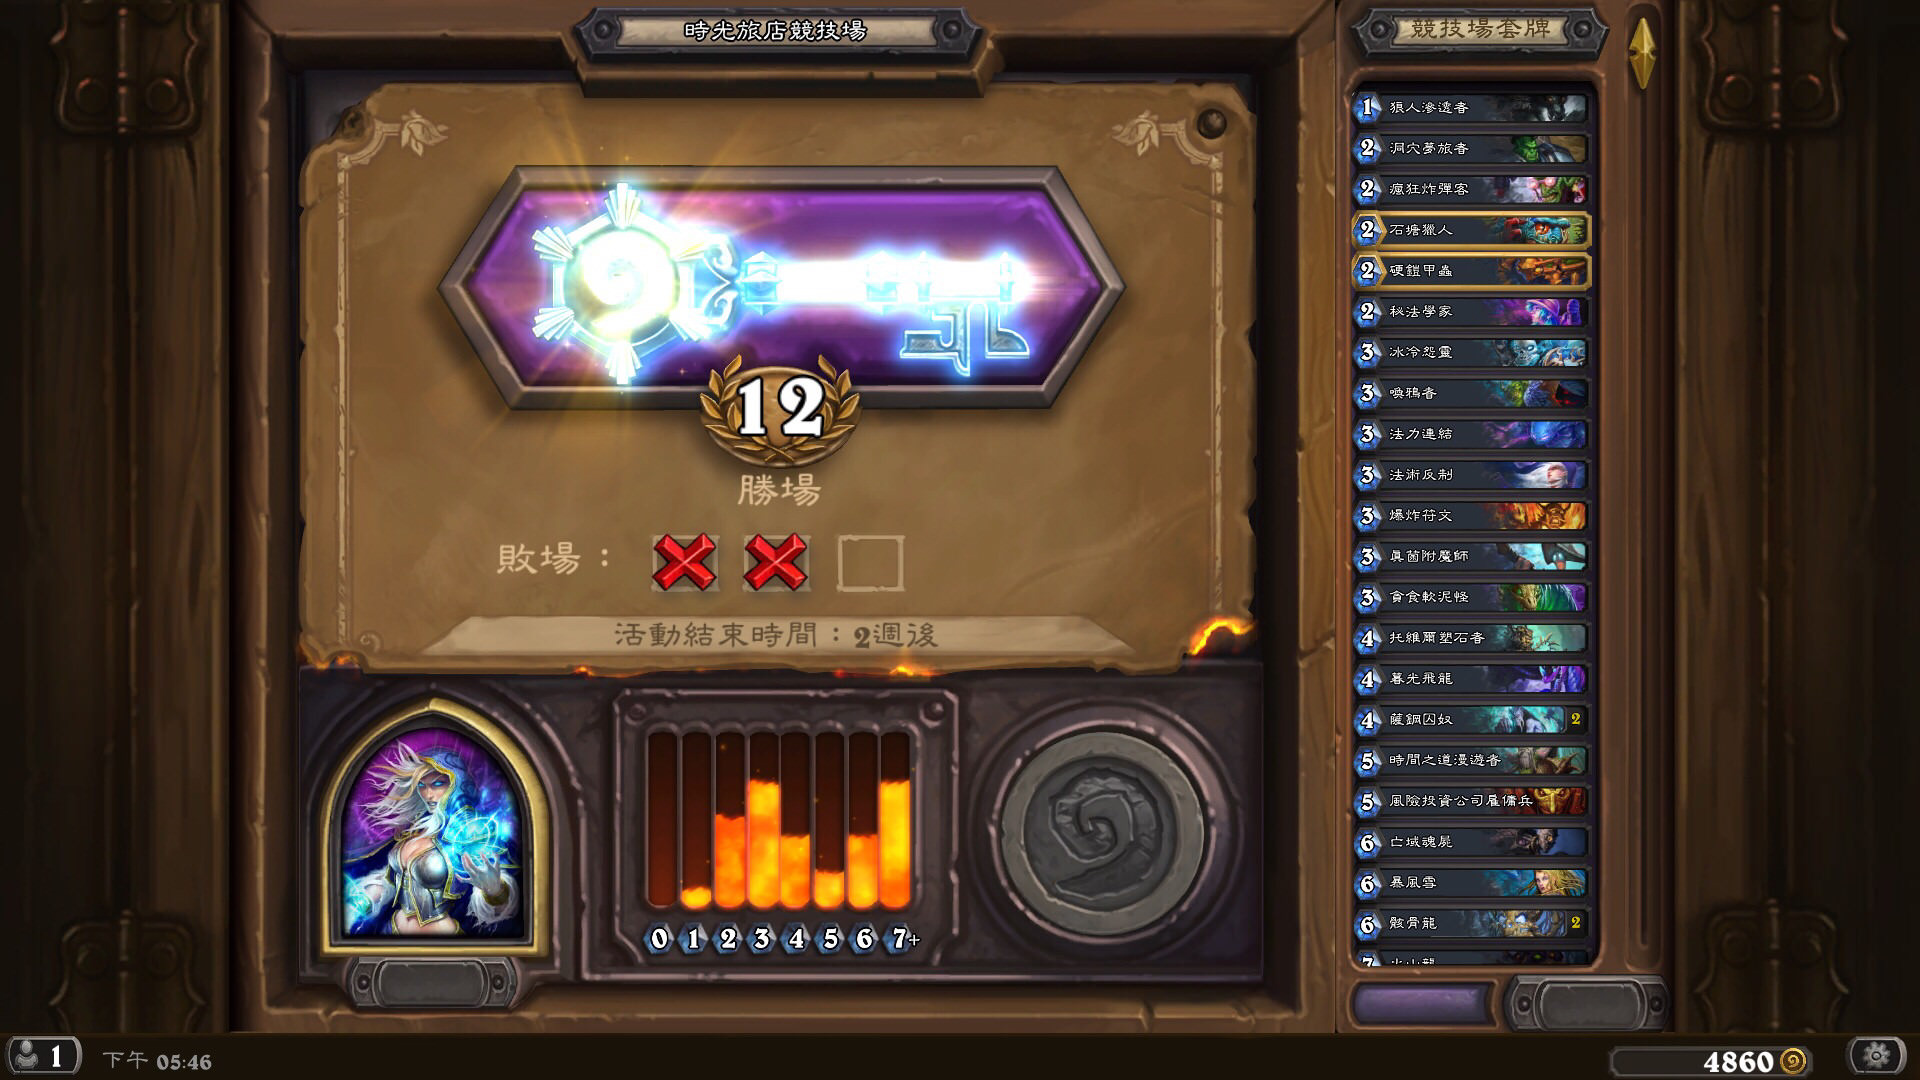 時光旅店競技場
12
勝場
敗場：
活動結束時間：2週後
0 1 2 3 4 5 6 7+
競技場套牌
1 狼人滲透者
2 洞穴夢旅者
2 瘋狂炸彈客
2 石塘獵人
2 硬鎧甲蟲
2 秘法學家
3 冰冷怨靈
3 喚鴉者
3 法力連結
3 法術反制
3 爆炸符文
3 真菌附魔師
3 貪食軟泥怪
4 托維爾塑石者
4 暮光飛龍
4 薩鋼囚奴 2
5 時間之道漫遊者
5 風險投資公司雇傭兵
6 亡域魂屍
6 暴風雪
6 骸骨龍 2
7
1
下午 05:46
4860